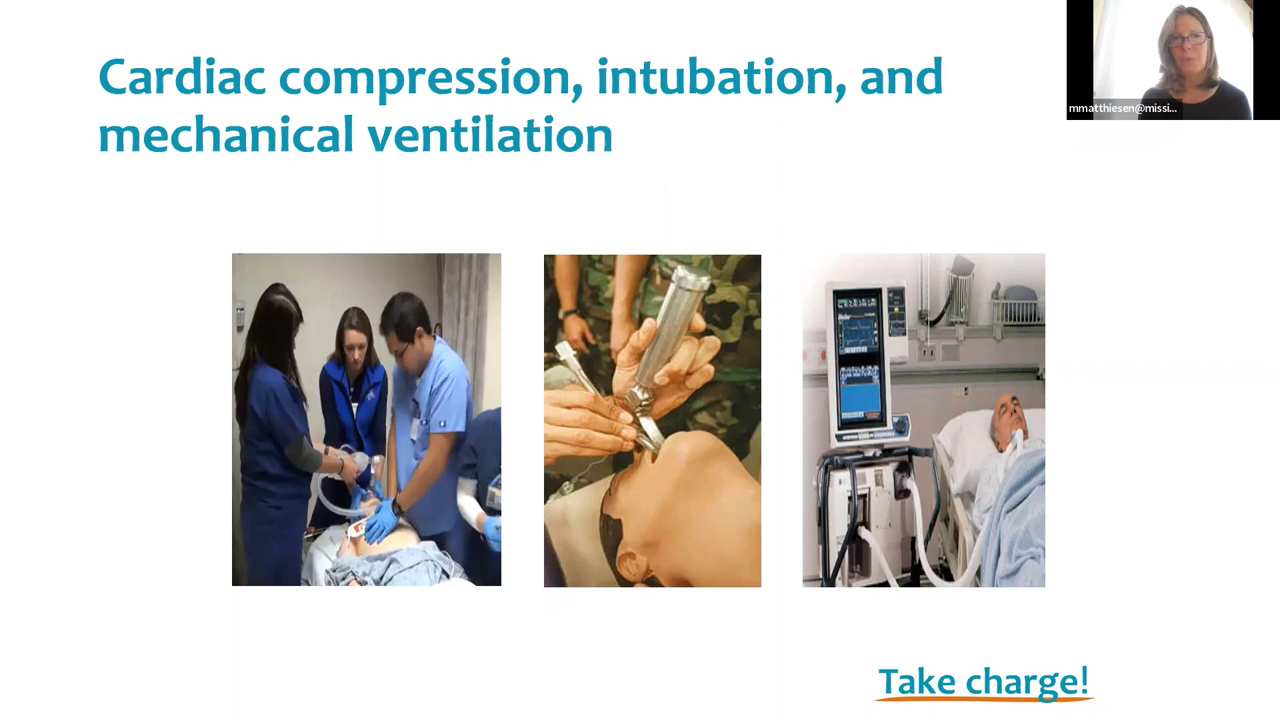 Cardiac compression, intubation, and
mechanical ventilation
mmatthiesen@missi...
Take charge!